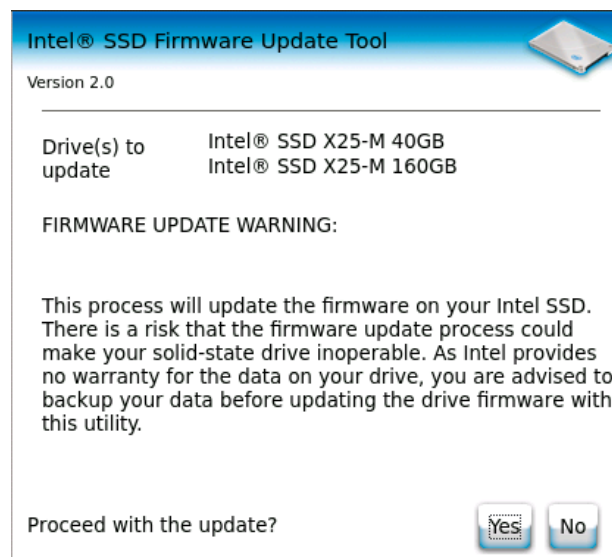 Intel® SSD Firmware Update Tool
Version 2.0
Drive(s) to Intel® SSD X25-M 40GB
update Intel® SSD X25-M 160GB
FIRMWARE UPDATE WARNING:
This process will update the firmware on your Intel SSD.
There is a risk that the firmware update process could
make your solid-state drive inoperable. As Intel provides
no warranty for the data on your drive, you are advised to
backup your data before updating the drive firmware with
this utility.
Proceed with the update? Yes No